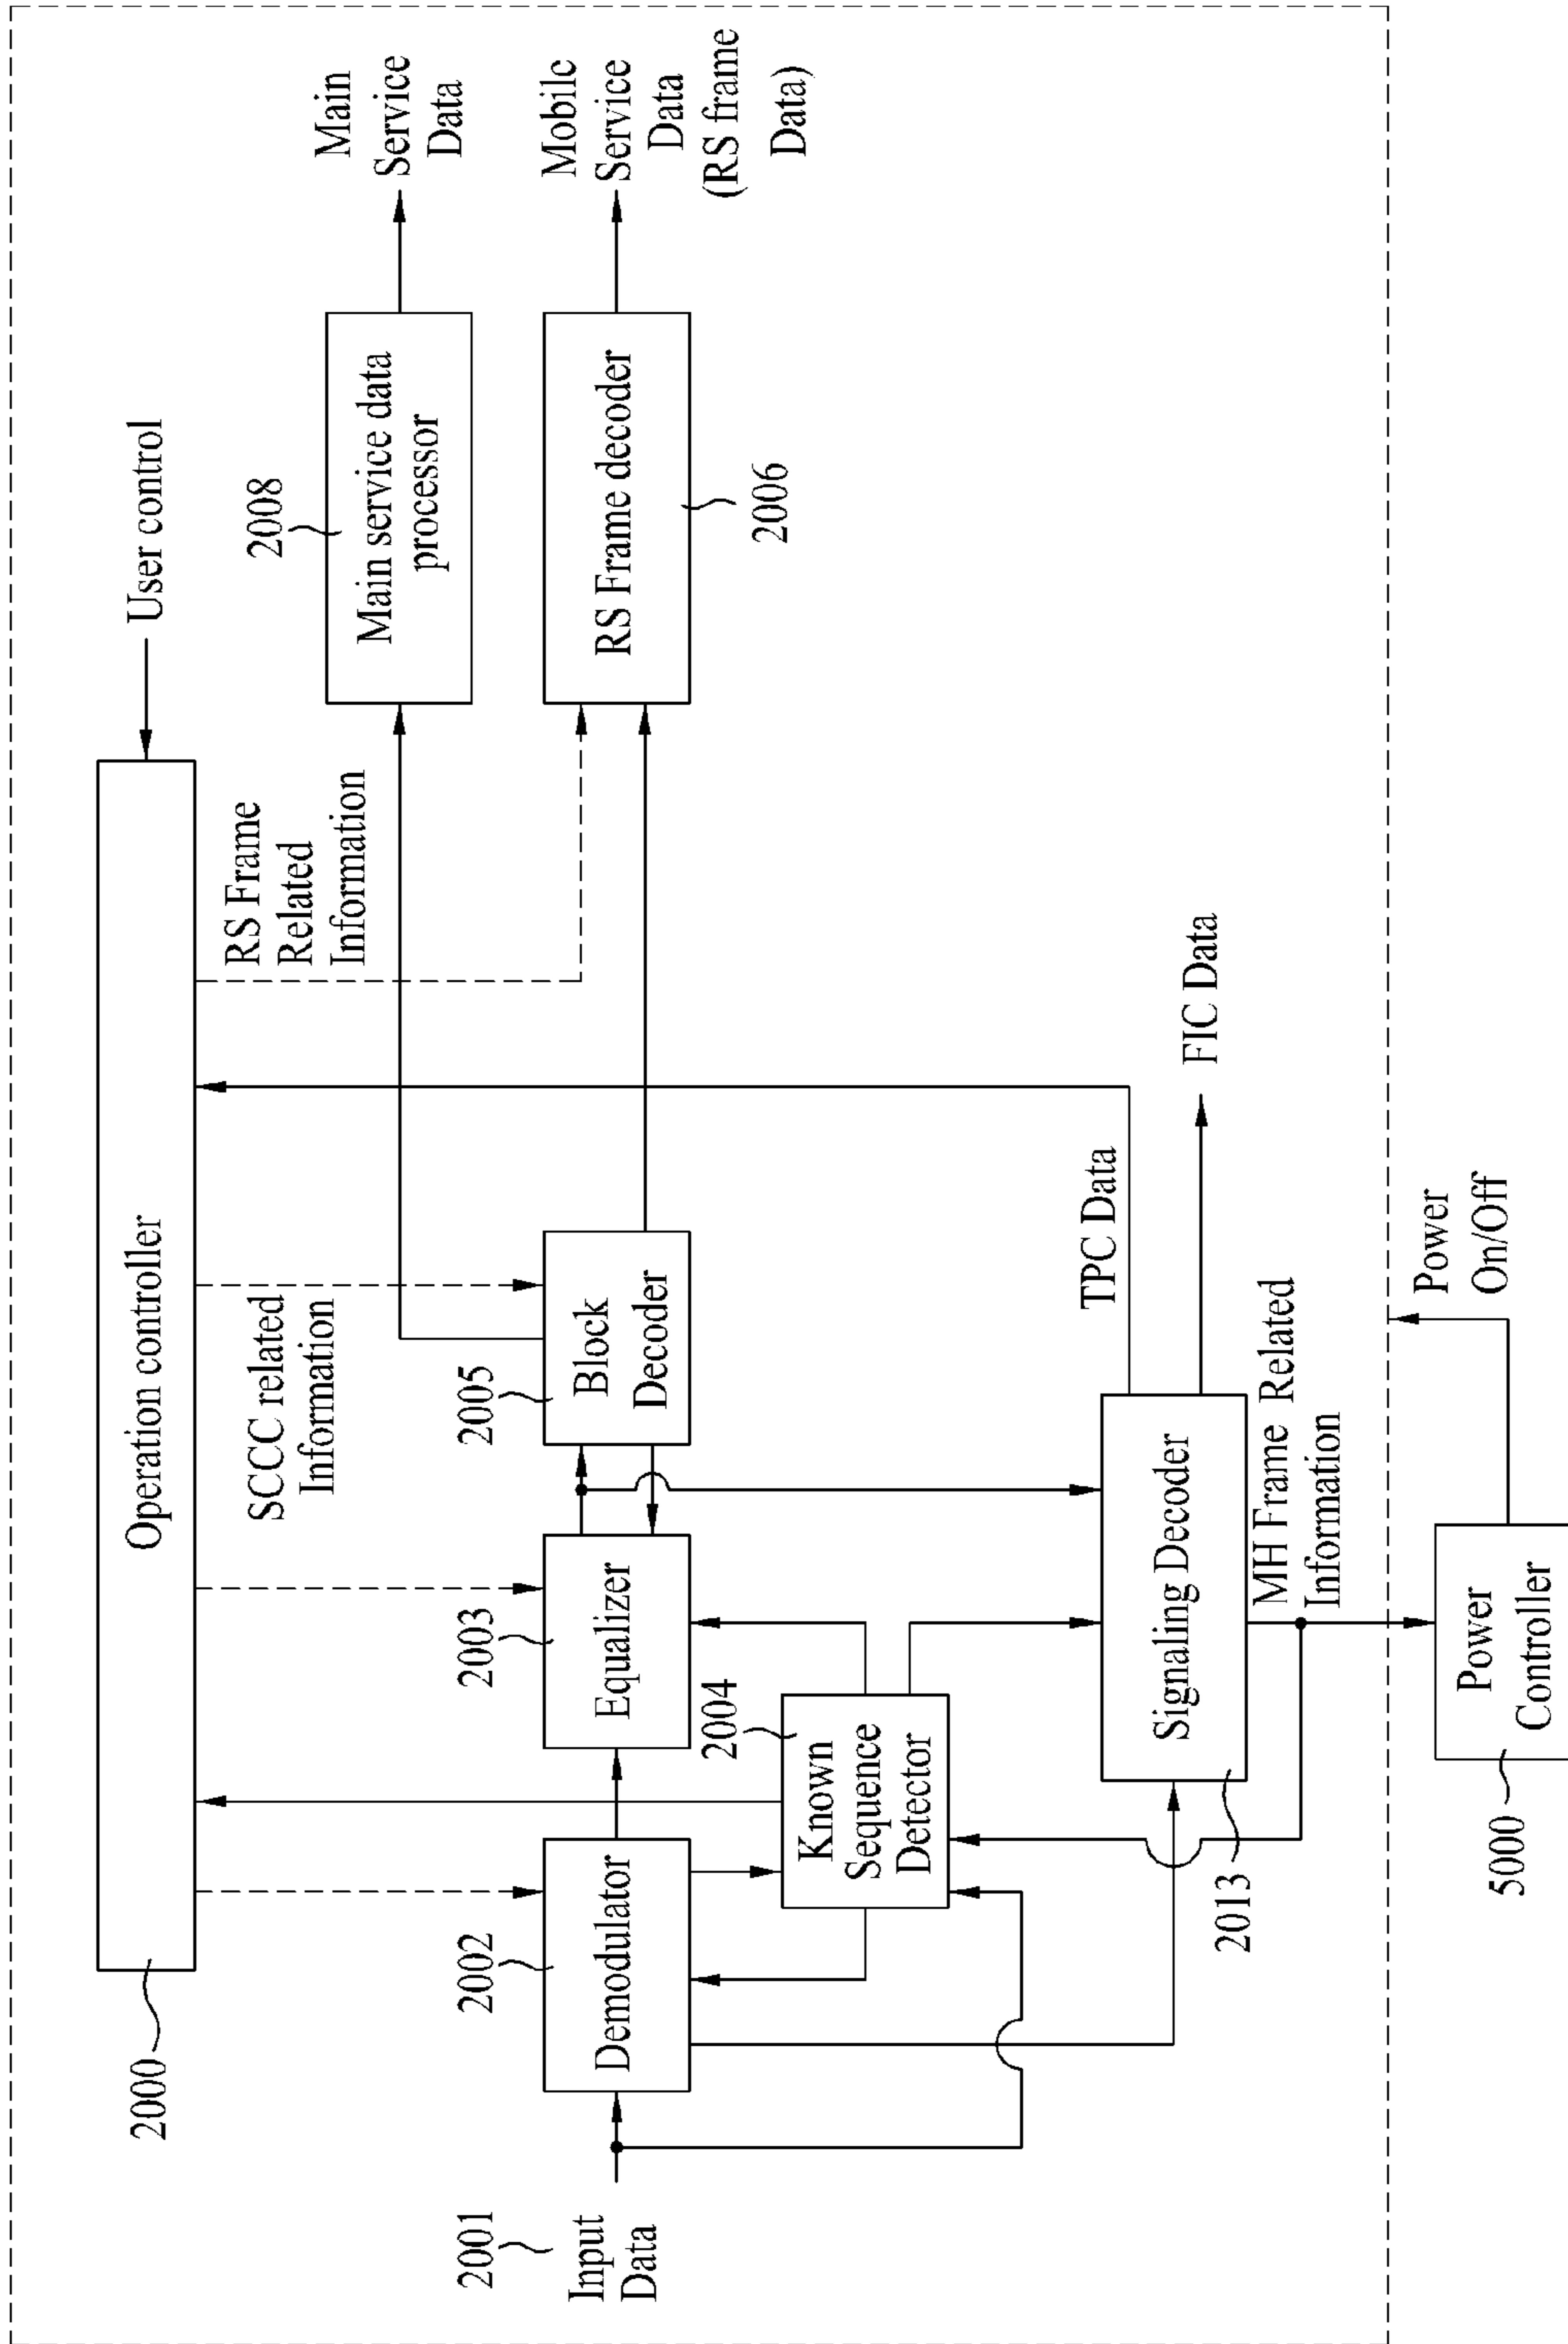 2000
Operation controller
User control
SCCC related
Information
RS Frame
Related
Information
2008
Main service data
processor
Main
Service
Data
2001
Input
Data
2002
Demodulator
2003
Equalizer
2005
Block
Decoder
RS Frame decoder
2006
Mobile
Service
Data
(RS frame
Data)
2004
Known
Sequence
Detector
TPC Data
Signaling Decoder
2013
FIC Data
MH Frame Related
Information
Power
On/Off
5000
Power
Controller